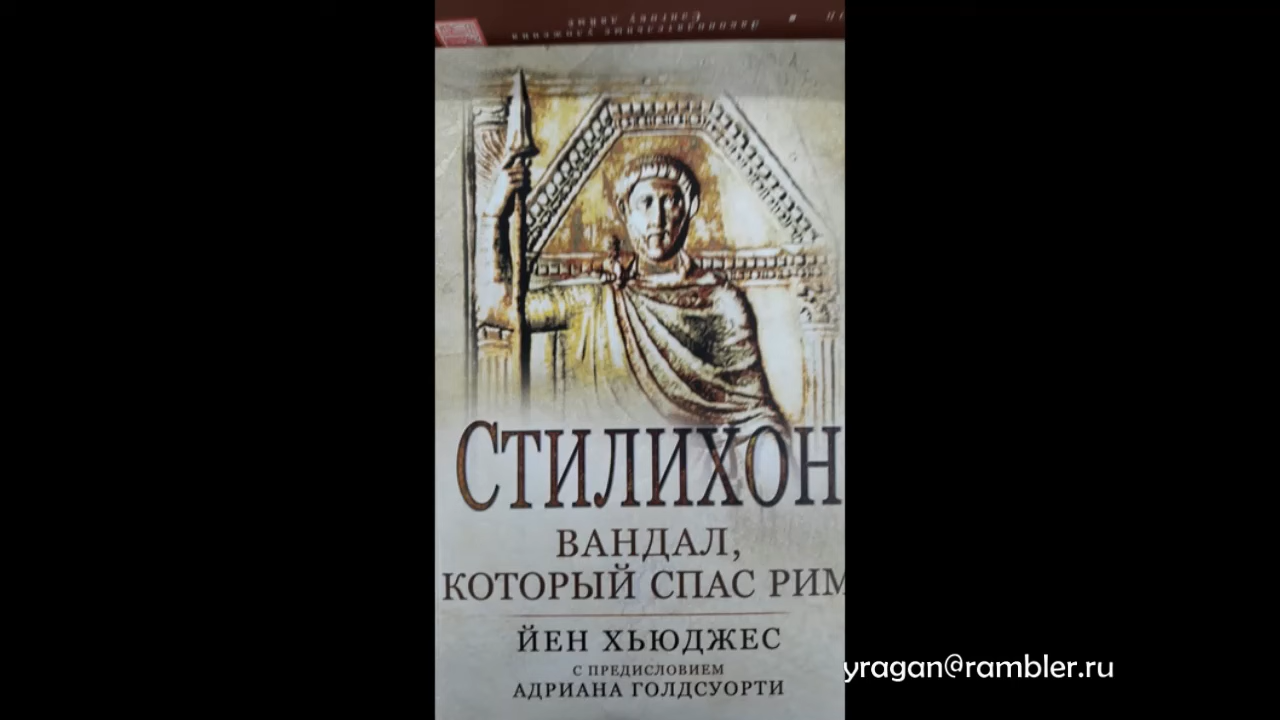 СТИЛИХОН
ВАНДАЛ,
КОТОРЫЙ СПАС РИМ
ЙЕН ХЬЮДЖЕС
С ПРЕДИСЛОВИЕМ
АДРИАНА ГОЛДСУОРТИ
yragan@rambler.ru